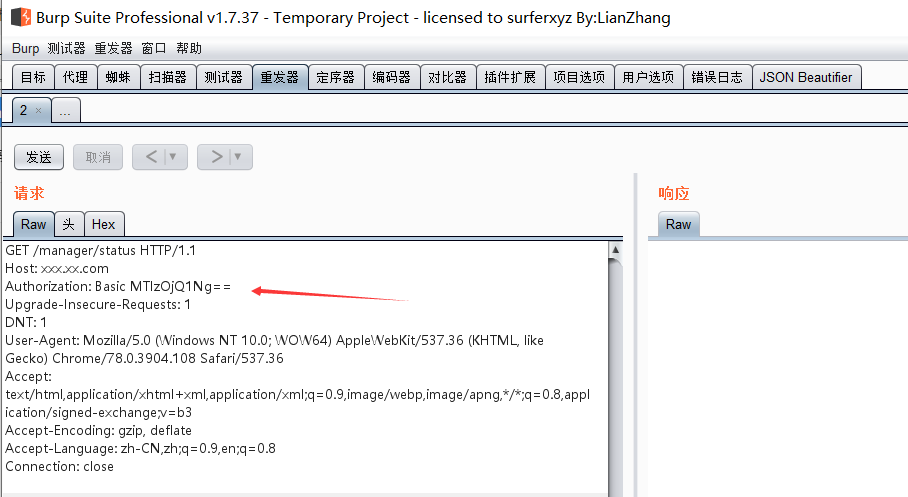 Burp Suite Professional v1.7.37 - Temporary Project - licensed to surferxyz By:LianZhang
Burp 测试器 重发器 窗口 帮助
目标 代理 蜘蛛 扫描器 测试器 重发器 定序器 编码器 对比器 插件扩展 项目选项 用户选项 错误日志 JSON Beautifier
2 × ...
发送 取消 < ▼ > ▼
请求
Raw 头 Hex
GET /manager/status HTTP/1.1
Host: xxx.xx.com
Authorization: Basic MTIzOjQ1Ng==
Upgrade-Insecure-Requests: 1
DNT: 1
User-Agent: Mozilla/5.0 (Windows NT 10.0; WOW64) AppleWebKit/537.36 (KHTML, like
Gecko) Chrome/78.0.3904.108 Safari/537.36
Accept:
text/html,application/xhtml+xml,application/xml;q=0.9,image/webp,image/apng,*/*;q=0.8,appl
ication/signed-exchange;v=b3
Accept-Encoding: gzip, deflate
Accept-Language: zh-CN,zh;q=0.9,en;q=0.8
Connection: close
响应
Raw